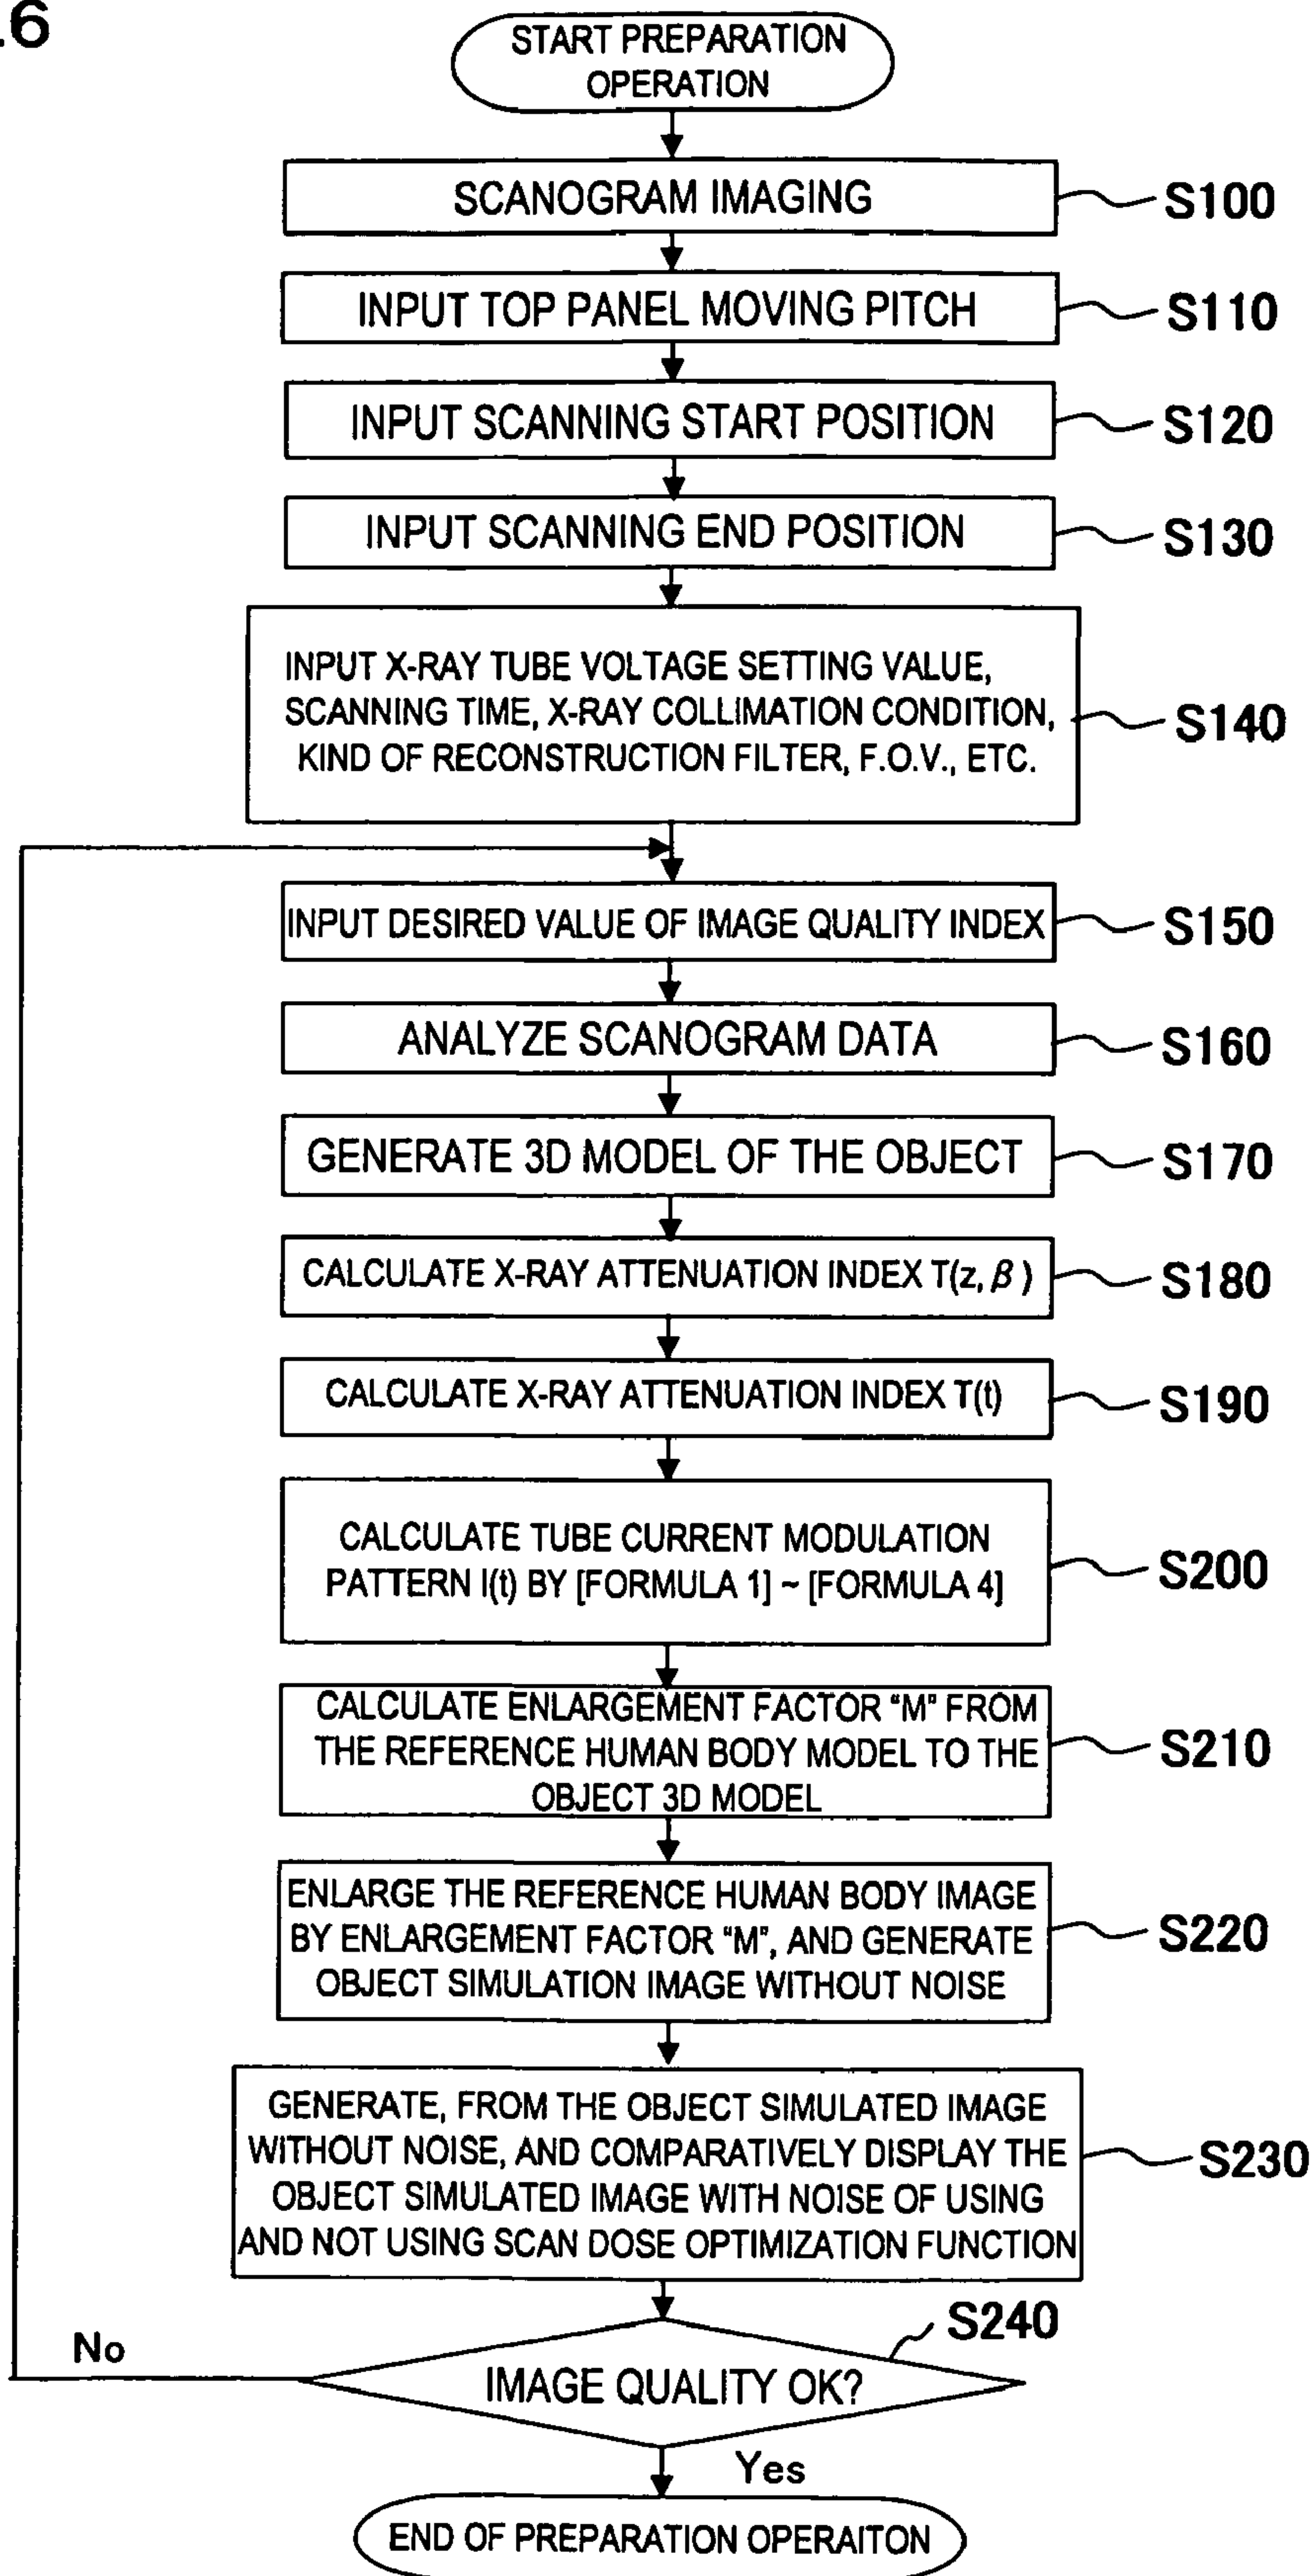 .6
START PREPARATION
OPERATION
SCANOGRAM IMAGING
S100
INPUT TOP PANEL MOVING PITCH
S110
INPUT SCANNING START POSITION
S120
INPUT SCANNING END POSITION
S130
INPUT X-RAY TUBE VOLTAGE SETTING VALUE,
SCANNING TIME, X-RAY COLLIMATION CONDITION,
KIND OF RECONSTRUCTION FILTER, F.O.V., ETC.
S140
INPUT DESIRED VALUE OF IMAGE QUALITY INDEX
S150
ANALYZE SCANOGRAM DATA
S160
GENERATE 3D MODEL OF THE OBJECT
S170
CALCULATE X-RAY ATTENUATION INDEX T(z, β )
S180
CALCULATE X-RAY ATTENUATION INDEX T(t)
S190
CALCULATE TUBE CURRENT MODULATION
PATTERN I(t) BY [FORMULA 1] ~ [FORMULA 4]
S200
CALCULATE ENLARGEMENT FACTOR "M" FROM
THE REFERENCE HUMAN BODY MODEL TO THE
OBJECT 3D MODEL
S210
ENLARGE THE REFERENCE HUMAN BODY IMAGE
BY ENLARGEMENT FACTOR "M", AND GENERATE
OBJECT SIMULATION IMAGE WITHOUT NOISE
S220
GENERATE, FROM THE OBJECT SIMULATED IMAGE
WITHOUT NOISE, AND COMPARATIVELY DISPLAY THE
OBJECT SIMULATED IMAGE WITH NOISE OF USING
AND NOT USING SCAN DOSE OPTIMIZATION FUNCTION
S230
S240
No
IMAGE QUALITY OK?
Yes
END OF PREPARATION OPERAITON